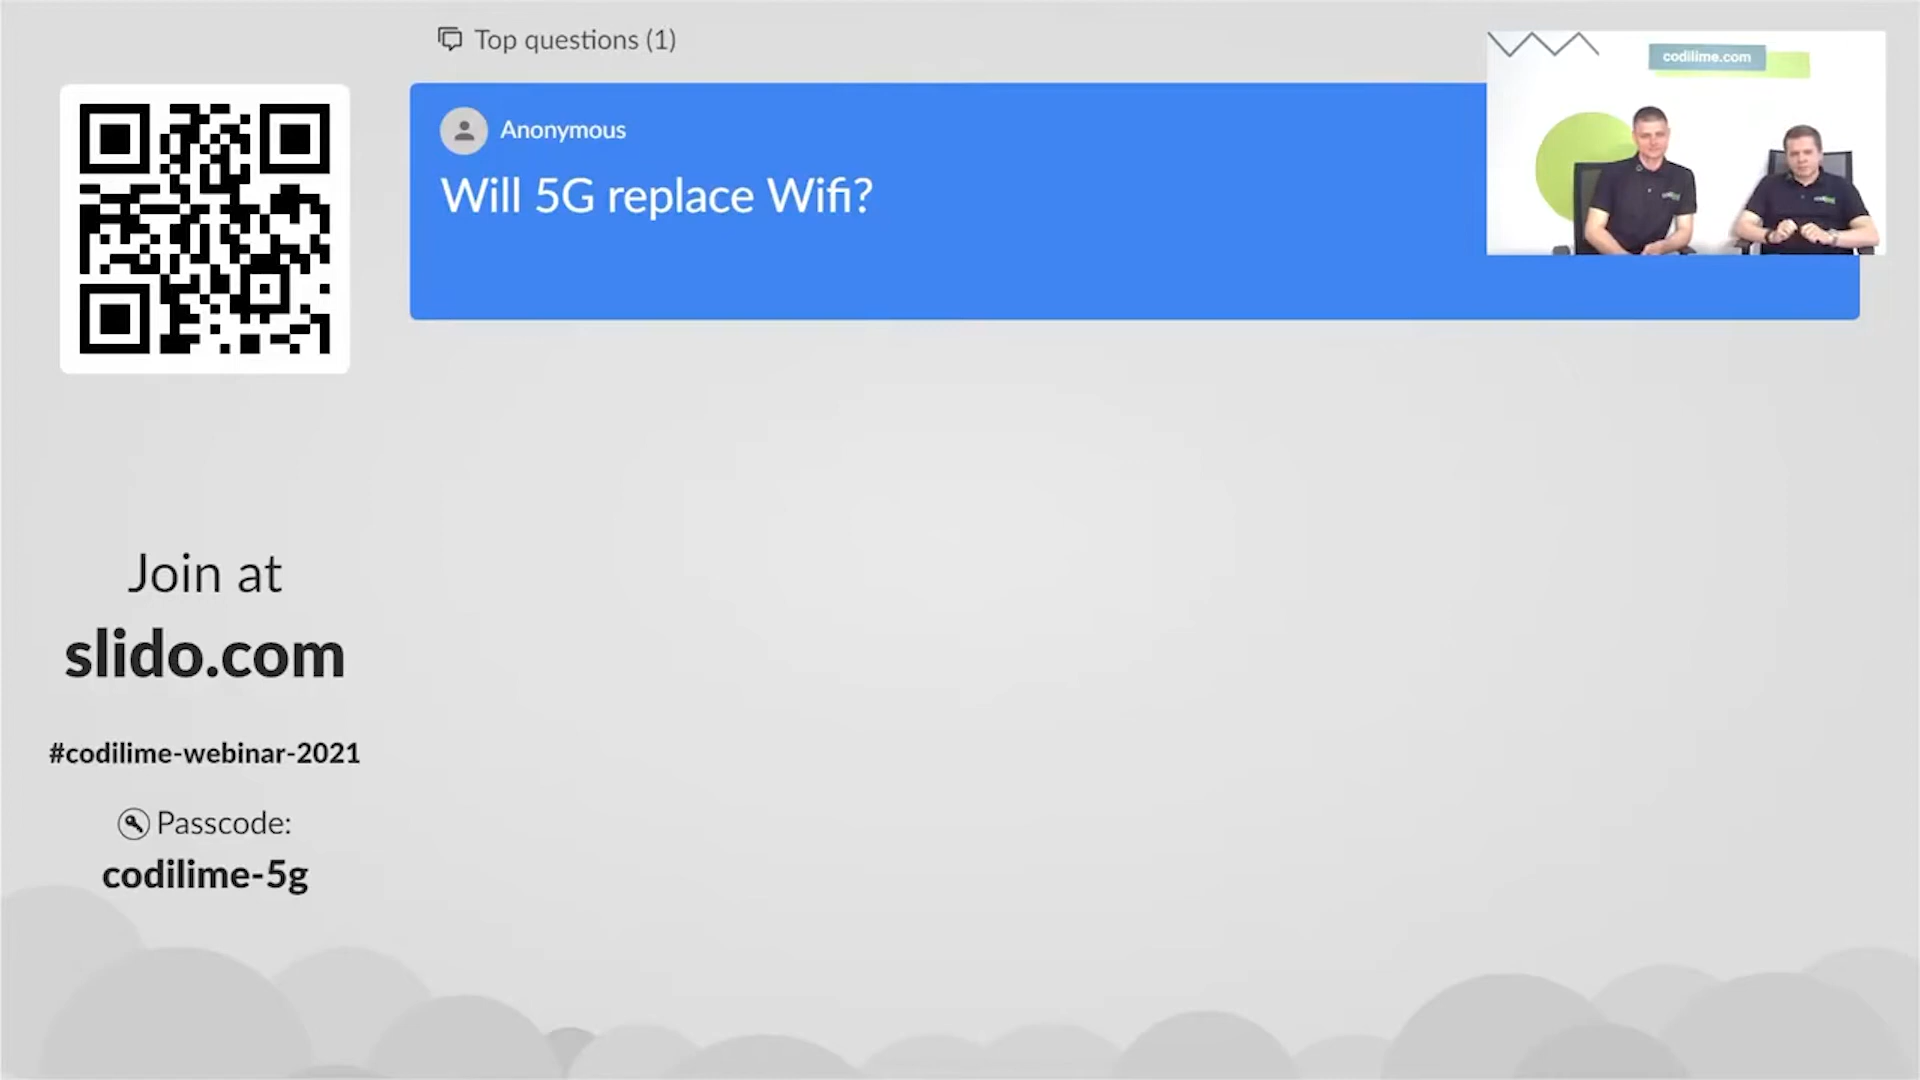 Top questions (1)
Anonymous
Will 5G replace Wifi?
codilime.com
Join at
slido.com
#codilime-webinar-2021
Passcode:
codilime-5g